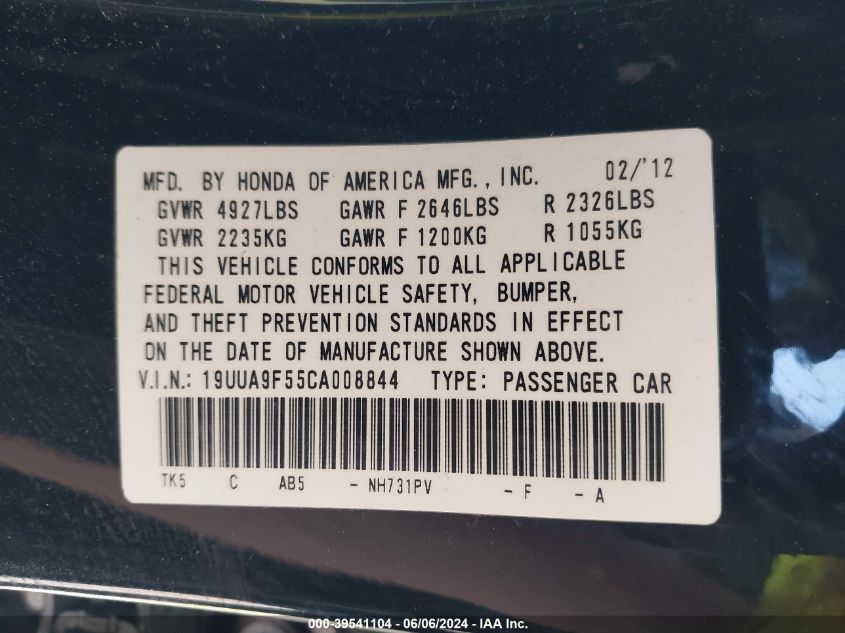 MFD. BY HONDA OF AMERICA MFG., INC. 02/'12
GVWR 4927LBS GAWR F 2646LBS R 2326LBS
GVWR 2235KG GAWR F 1200KG R 1055KG
THIS VEHICLE CONFORMS TO ALL APPLICABLE
FEDERAL MOTOR VEHICLE SAFETY, BUMPER,
AND THEFT PREVENTION STANDARDS IN EFFECT
ON THE DATE OF MANUFACTURE SHOWN ABOVE.
V.I.N.: 19UUA9F55CA008844 TYPE: PASSENGER CAR
TK5 C AB5 - NH731PV - F - A
000-39541104 - 06/06/2024 - IAA Inc.